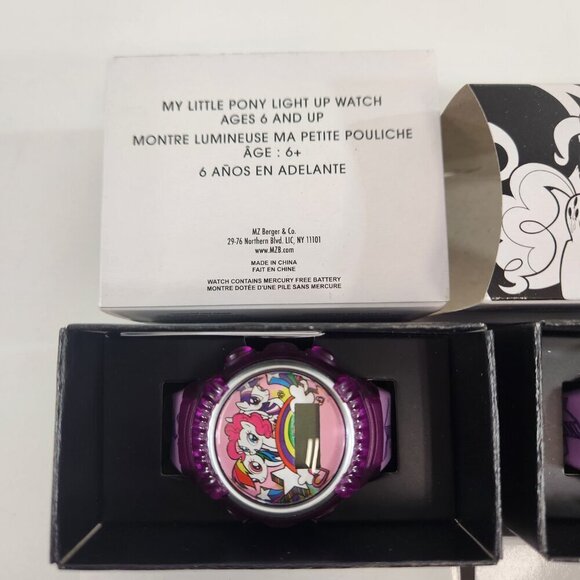 MY LITTLE PONY LIGHT UP WATCH
AGES 6 AND UP
MONTRE LUMINEUSE MA PETITE POULICHE
ÂGE : 6+
6 AÑOS EN ADELANTE
MZ Berger & Co.
29-76 Northern Blvd. LIC, NY 11101
www.MZB.com
MADE IN CHINA
FAIT EN CHINE
WATCH CONTAINS MERCURY FREE BATTERY
MONTRE DOTÉE D'UNE PILE SANS MERCURE